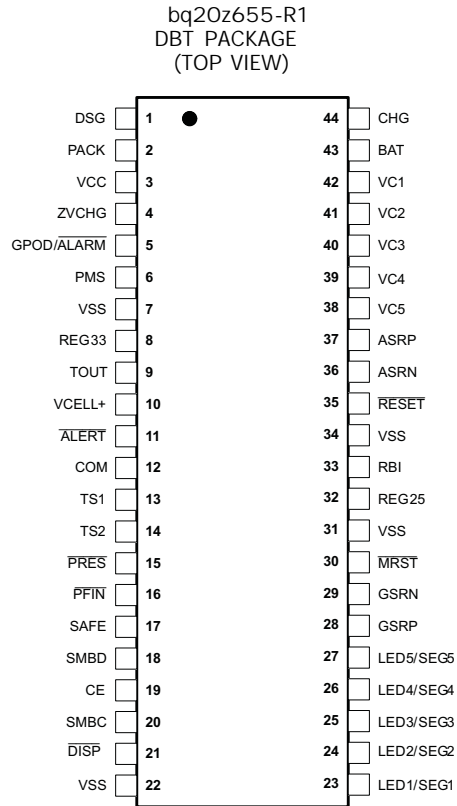 bq20z655-R1
DBT PACKAGE
(TOP VIEW)
DSG 1 44 CHG
PACK 2 43 BAT
VCC 3 42 VC1
ZVCHG 4 41 VC2
GPOD/ALARM 5 40 VC3
PMS 6 39 VC4
VSS 7 38 VC5
REG33 8 37 ASRP
TOUT 9 36 ASRN
VCELL+ 10 35 RESET
ALERT 11 34 VSS
COM 12 33 RBI
TS1 13 32 REG25
TS2 14 31 VSS
PRES 15 30 MRST
PFIN 16 29 GSRN
SAFE 17 28 GSRP
SMBD 18 27 LED5/SEG5
CE 19 26 LED4/SEG4
SMBC 20 25 LED3/SEG3
DISP 21 24 LED2/SEG2
VSS 22 23 LED1/SEG1